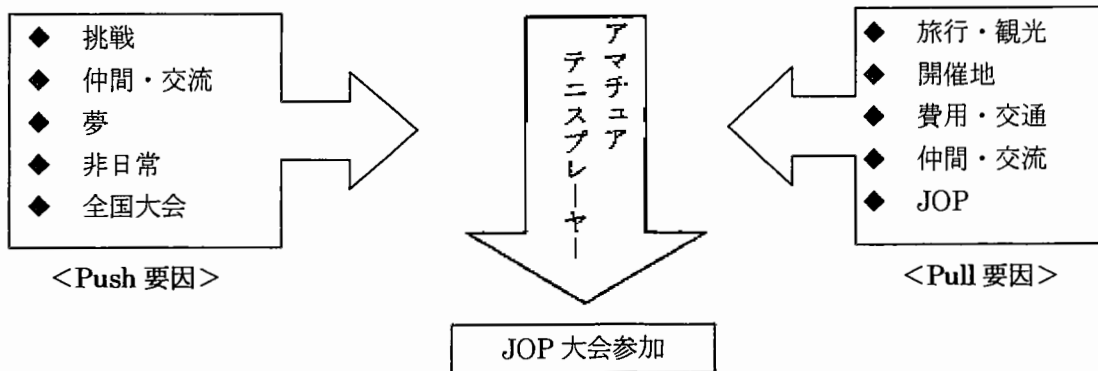 ◆ 挑戦
◆ 仲間・交流
◆ 夢
◆ 非日常
◆ 全国大会
<Push 要因>
アマチュア
テニスプレーヤー
◆ 旅行・観光
◆ 開催地
◆ 費用・交通
◆ 仲間・交流
◆ JOP
<Pull 要因>
JOP 大会参加